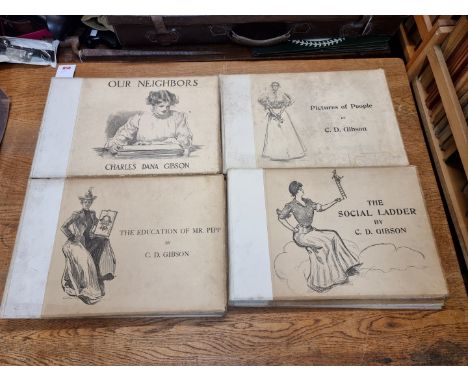 OUR NEIGHBORS
CHARLES DANA GIBSON
Pictures of People
BY
C. D. Gibson
THE EDUCATION OF MR. PIPP
BY
C. D. GIBSON
THE
SOCIAL LADDER
BY
C. D. GIBSON